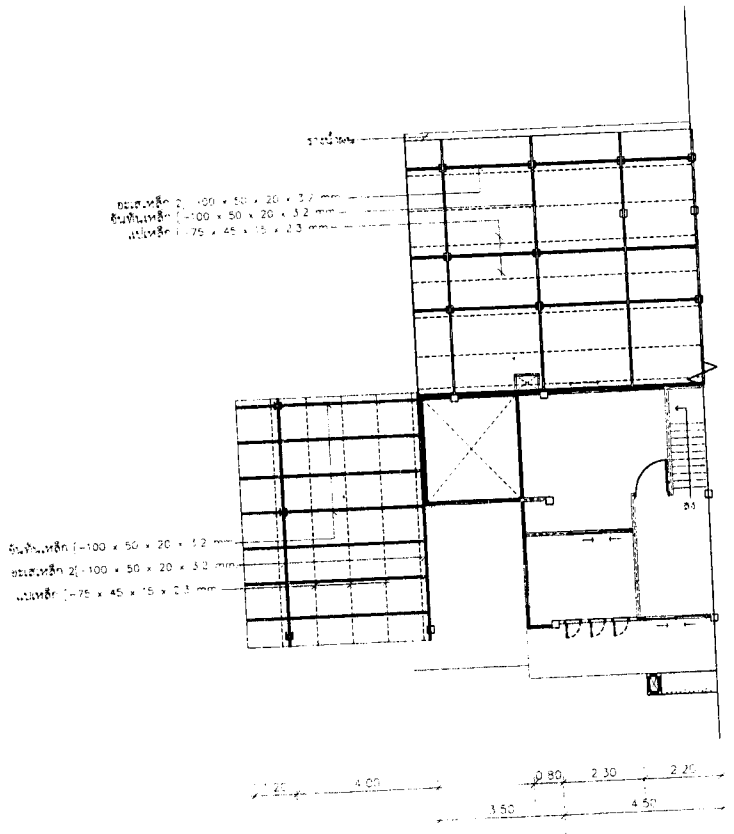 รางน้ำฝน
อะเสเหล็ก 2[-100 x 50 x 20 x 3.2 mm
จันทันเหล็ก [-100 x 50 x 20 x 3.2 mm
แปเหล็ก [-75 x 45 x 15 x 2.3 mm
ลง
จันทันเหล็ก [-100 x 50 x 20 x 3.2 mm
อะเสเหล็ก 2[-100 x 50 x 20 x 3.2 mm
แปเหล็ก [-75 x 45 x 15 x 2.3 mm
1.20 4.00 0.80 2.30 2.20
3.50 4.50